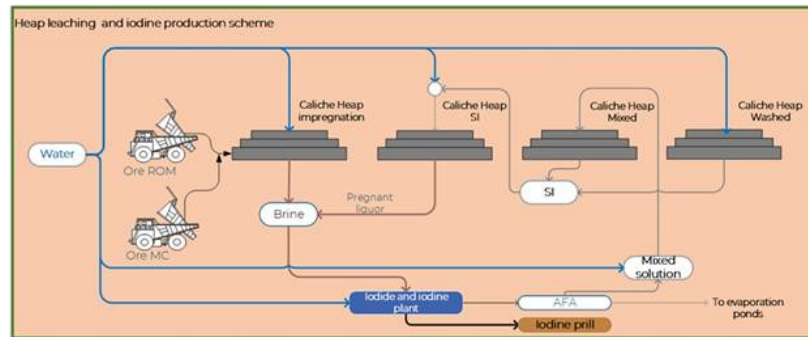 Heap leaching and iodine production scheme
Caliche Heap
impregnation
Caliche Heap
SI
Caliche Heap
Mixed
Caliche Heap
Washed
Water
Ore ROM
Ore MC
Brine
Pregnant
liquor
SI
Mixed
solution
Iodide and iodine
plant
AFA
To evaporation
ponds
Iodine prill